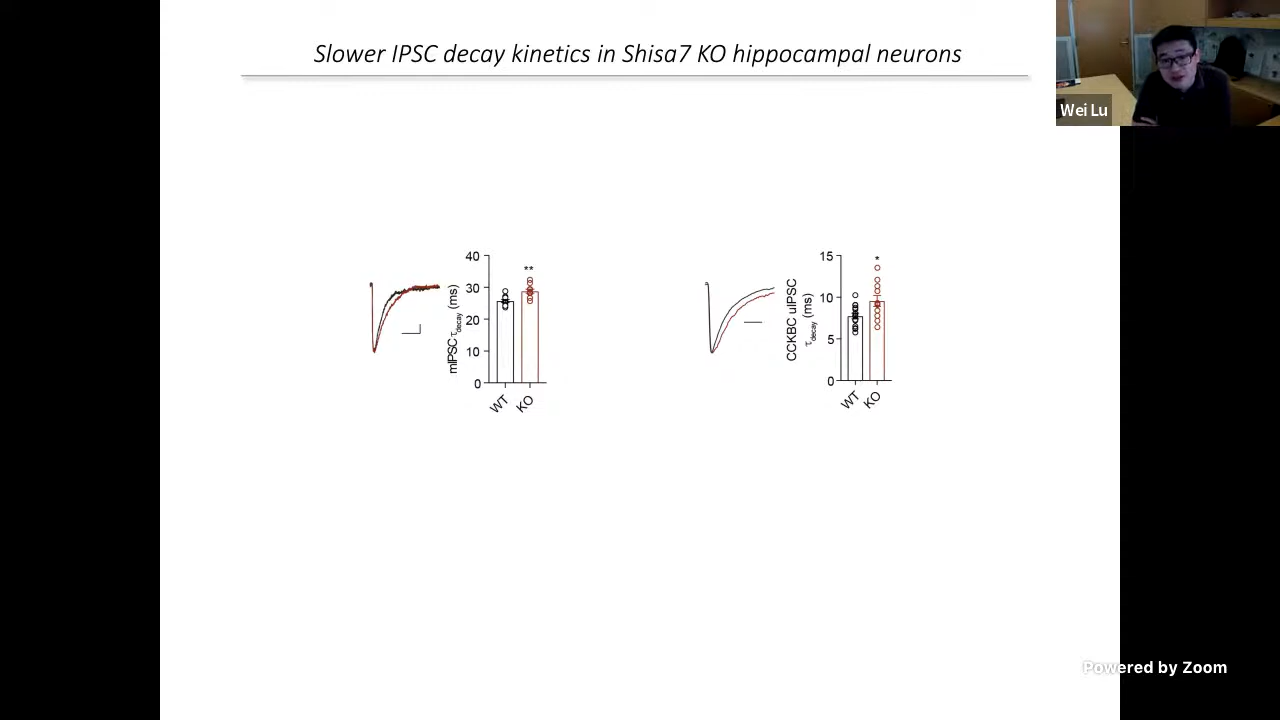 Slower IPSC decay kinetics in Shisa7 KO hippocampal neurons
Wei Lu
mIPSC τdecay (ms)
40
30
20
10
0
**
WT
KO
CCKBC uIPSC
τdecay (ms)
15
10
5
0
*
WT
KO
Powered by Zoom